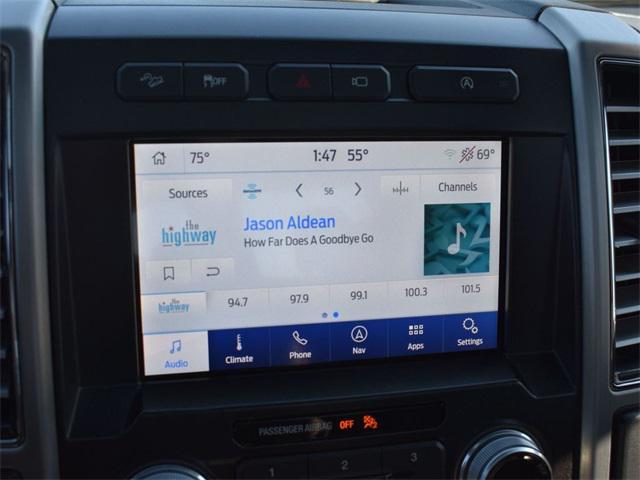 OFF
75° 1:47 55° 69°
Sources 56 Channels
the highway
Jason Aldean
How Far Does A Goodbye Go
the highway 94.7 97.9 99.1 100.3 101.5
Audio Climate Phone Nav Apps Settings
PASSENGER AIRBAG OFF
1 2 3